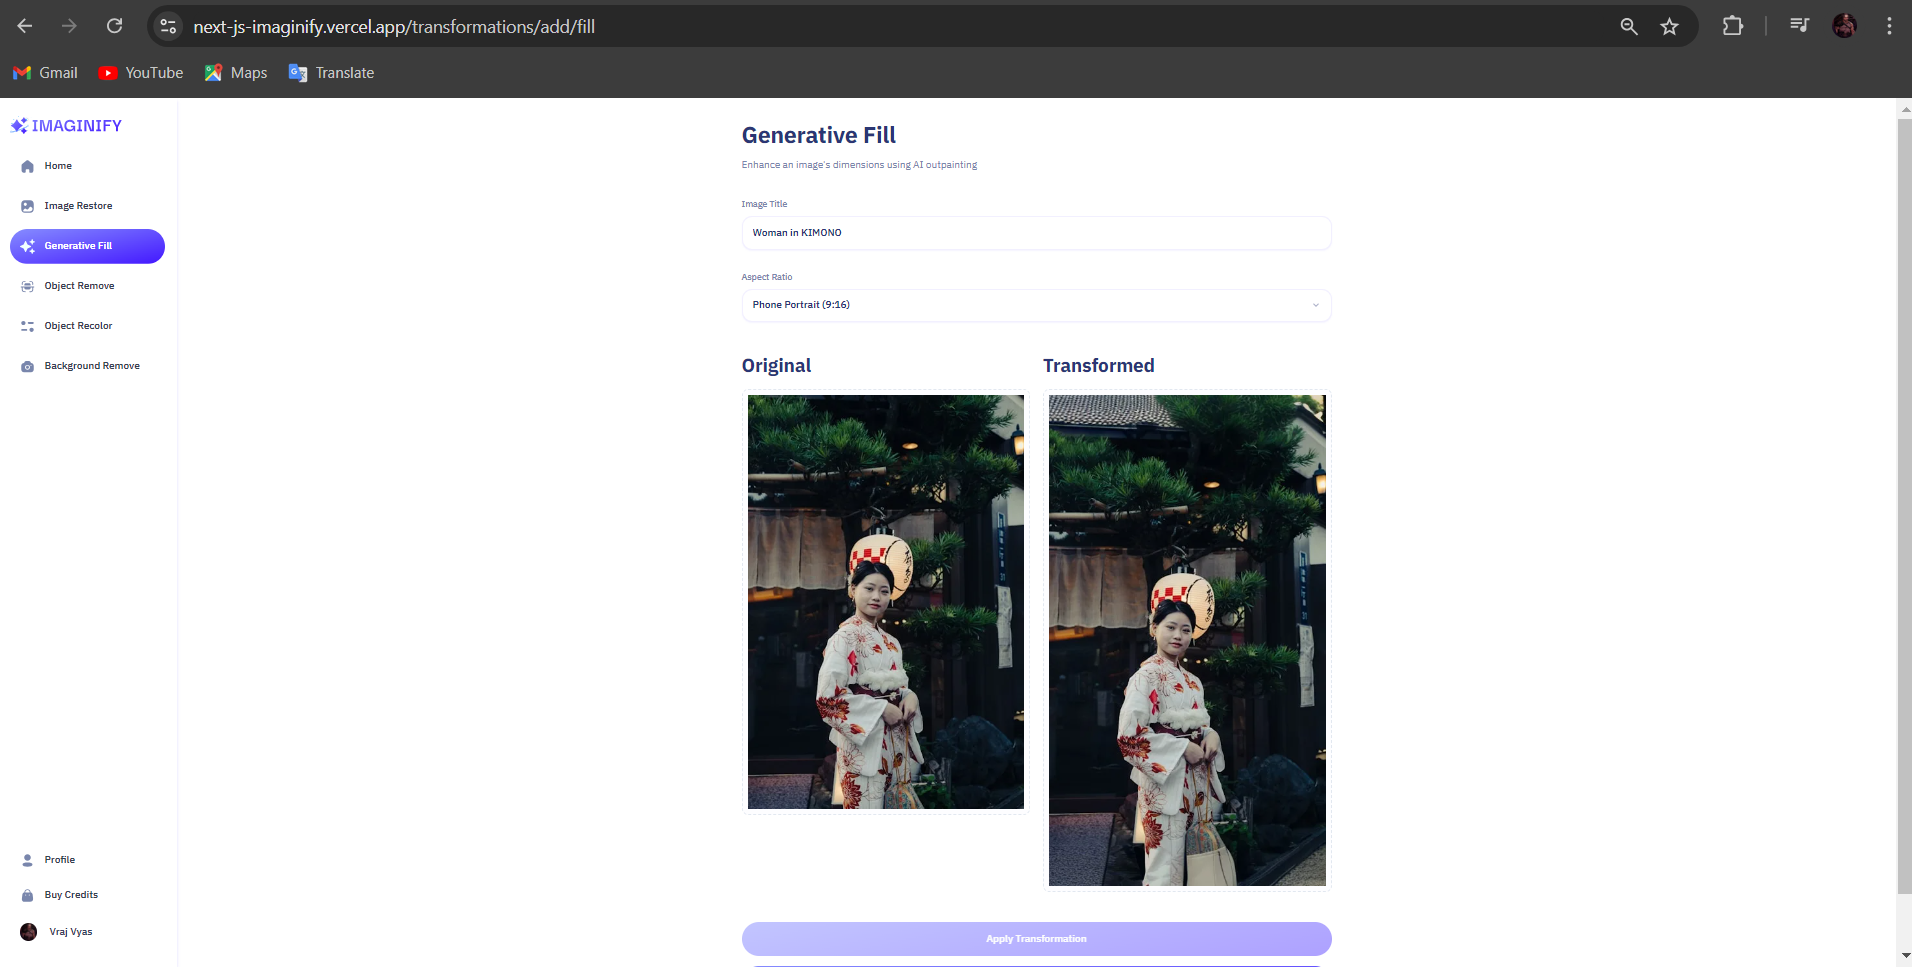 next-js-imaginify.vercel.app/transformations/add/fill
Gmail
YouTube
Maps
Translate
IMAGINIFY
Home
Image Restore
Generative Fill
Object Remove
Object Recolor
Background Remove
Profile
Buy Credits
Vraj Vyas
Generative Fill
Enhance an image's dimensions using AI outpainting
Image Title
Woman in KIMONO
Aspect Ratio
Phone Portrait (9:16)
Original
Transformed
Apply Transformation